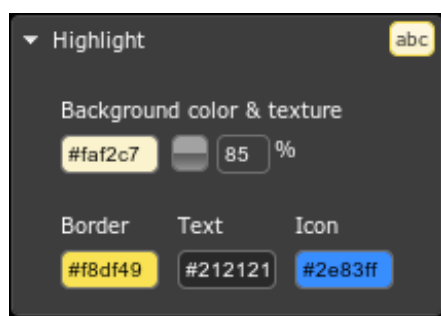 Highlight abc
Background color & texture
#faf2c7 85 %
Border Text Icon
#f8df49 #212121 #2e83ff